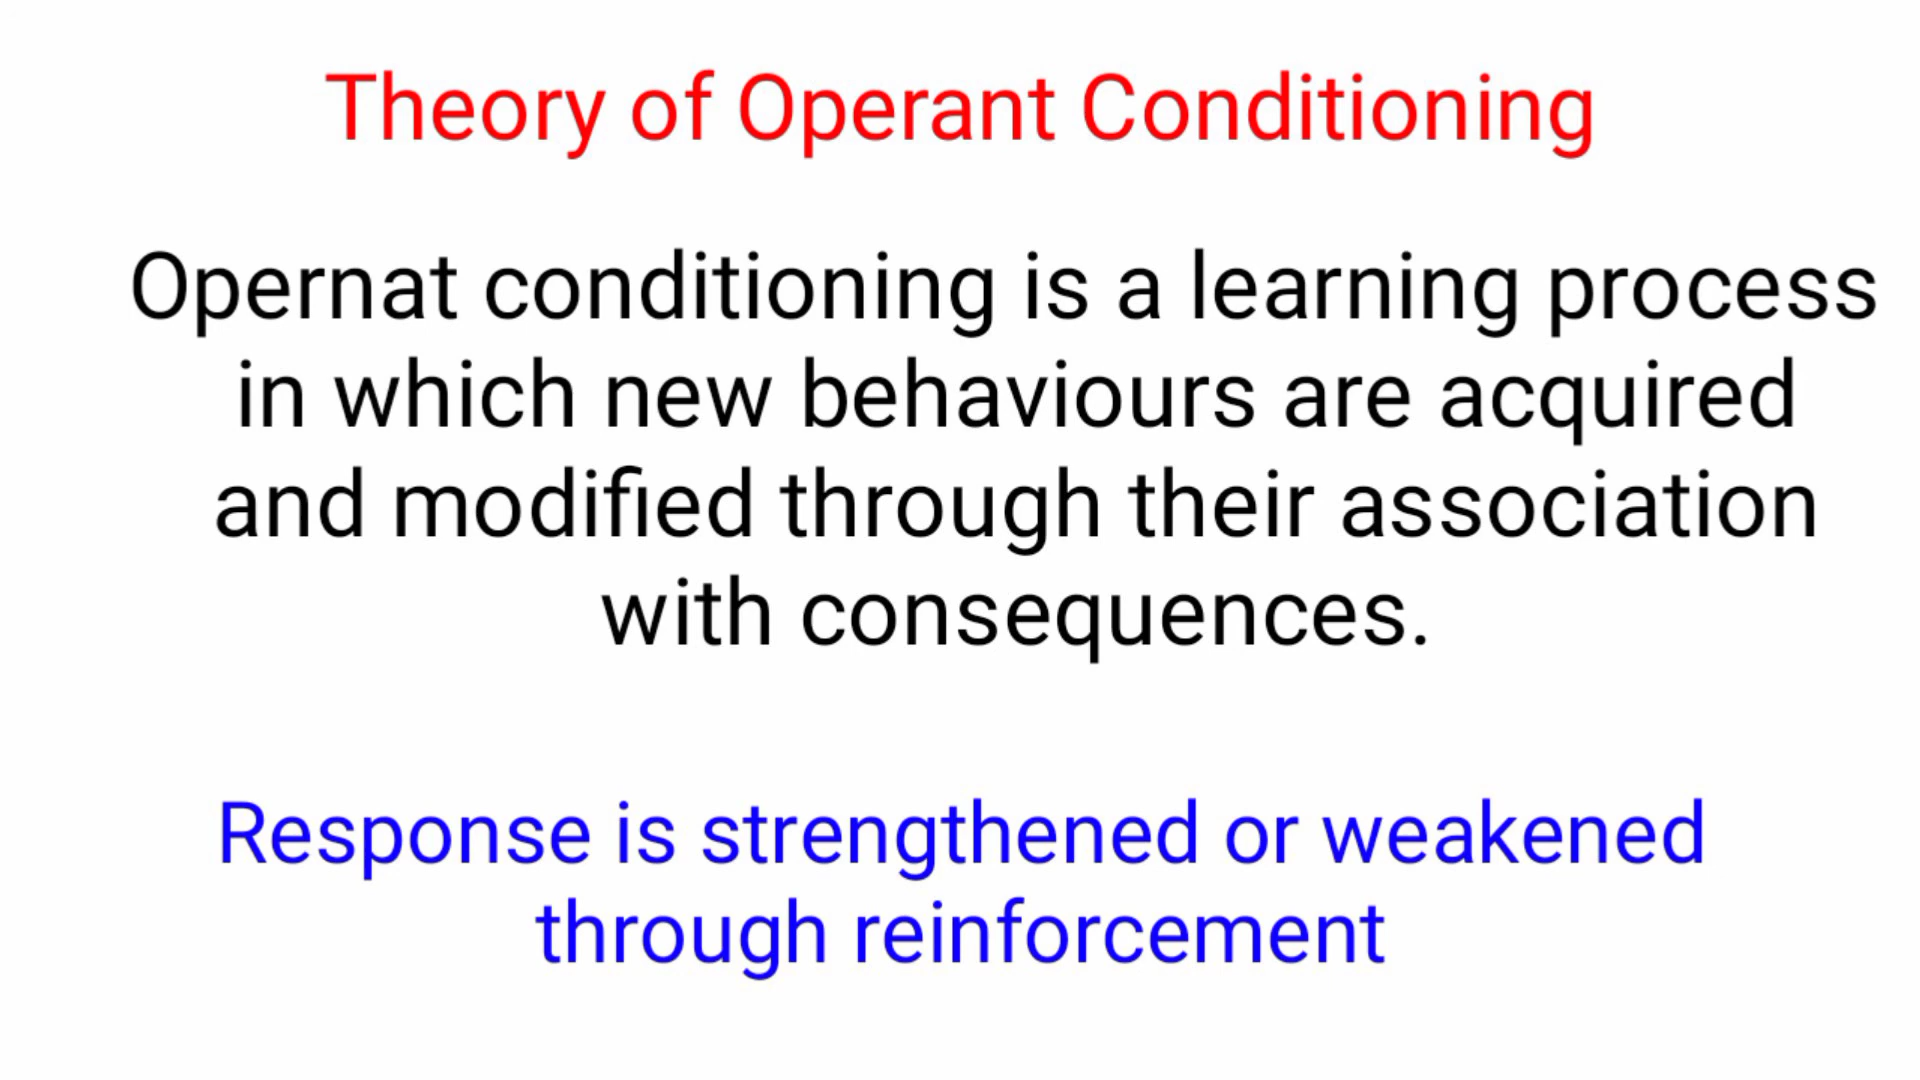 Theory of Operant Conditioning
Opernat conditioning is a learning process
in which new behaviours are acquired
and modified through their association
with consequences.
Response is strengthened or weakened
through reinforcement